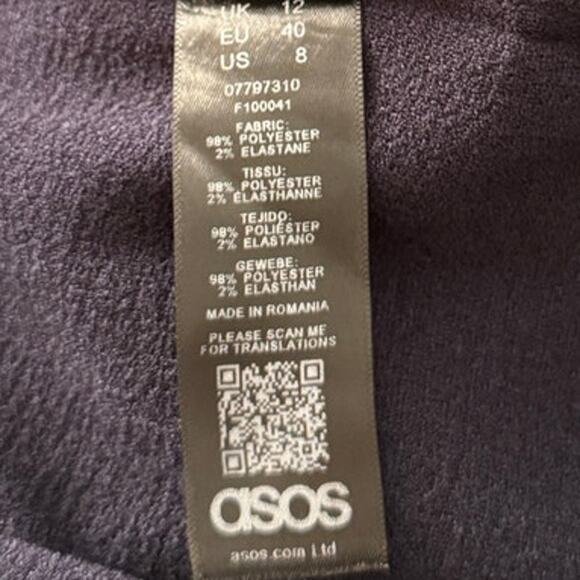 UK 12
EU 40
US 8
07797310
F100041
FABRIC:
98% POLYESTER
2% ELASTANE
TISSU:
98% POLYESTER
2% ÉLASTHANNE
TEJIDO:
98% POLIÉSTER
2% ELASTANO
GEWEBE:
98% POLYESTER
2% ELASTHAN
MADE IN ROMANIA
PLEASE SCAN ME
FOR TRANSLATIONS
asos
asos.com Ltd